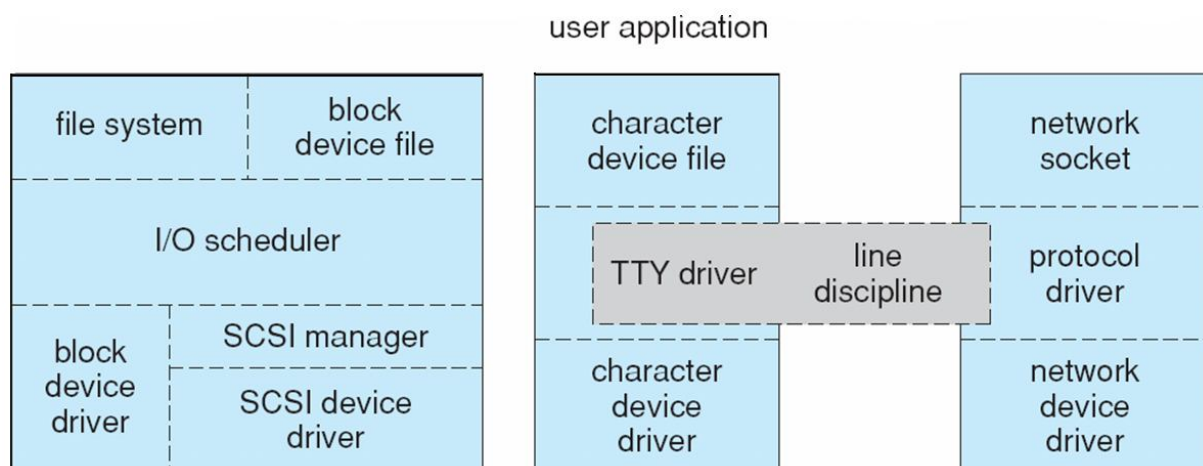 user application
file system
block
device file
I/O scheduler
block
device
driver
SCSI manager
SCSI device
driver
character
device file
TTY driver
line
discipline
character
device
driver
network
socket
protocol
driver
network
device
driver